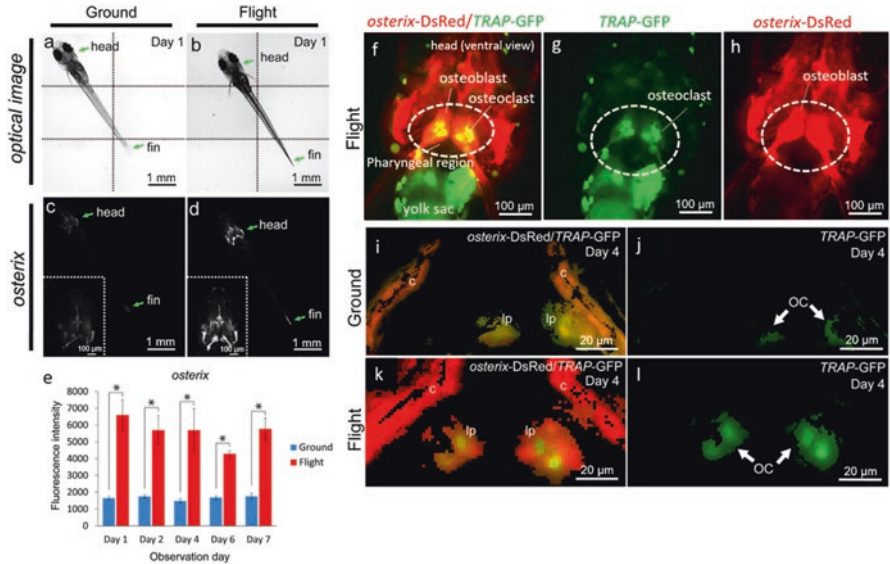 Ground
Flight
optical image
a
head
Day 1
fin
1 mm
b
head
Day 1
fin
1 mm
osterix
c
head
fin
100 µm
1 mm
d
head
fin
100 µm
1 mm
e
osterix
Fluorescence intensity
8000
7000
6000
5000
4000
3000
2000
1000
0
*
*
*
*
*
Ground
Flight
Day 1
Day 2
Day 4
Day 6
Day 7
Observation day
osterix-DsRed/TRAP-GFP
TRAP-GFP
osterix-DsRed
Flight
f
head (ventral view)
osteoblast
osteoclast
Pharyngeal region
yolk sac
100 µm
g
osteoclast
100 µm
h
osteoblast
100 µm
Ground
i
osterix-DsRed/TRAP-GFP
Day 4
c
c
lp
lp
20 µm
j
TRAP-GFP
Day 4
OC
20 µm
Flight
k
osterix-DsRed/TRAP-GFP
Day 4
c
c
lp
lp
20 µm
l
TRAP-GFP
Day 4
OC
20 µm